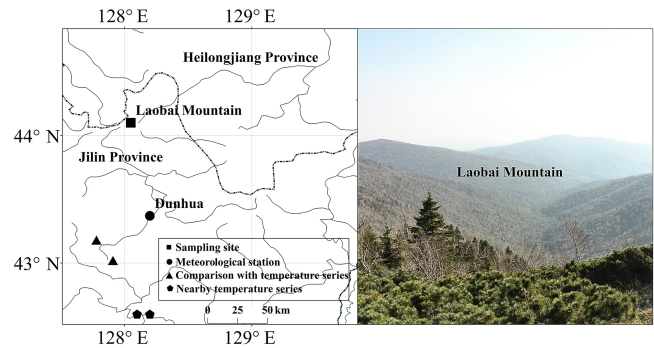 128° E 129° E
Heilongjiang Province
Laobai Mountain
44° N
Jilin Province
Dunhua
43° N
Sampling site
Meteorological station
Comparison with temperature series
Nearby temperature series
0 25 50 km
128° E 129° E
Laobai Mountain